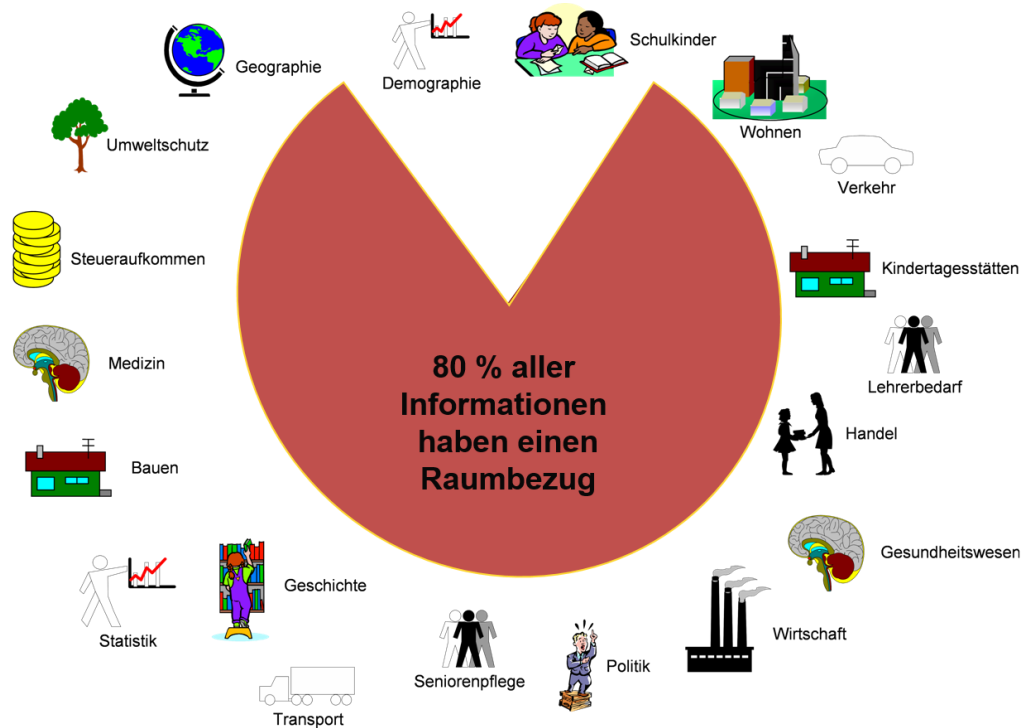 Schulkinder
Geographie
Demographie
Wohnen
Umweltschutz
Verkehr
Steueraufkommen
Kindertagesstätten
Medizin
80 % aller
Informationen
haben einen
Raumbezug
Lehrerbedarf
Handel
Bauen
Gesundheitswesen
Geschichte
Wirtschaft
Statistik
Politik
Seniorenpflege
Transport